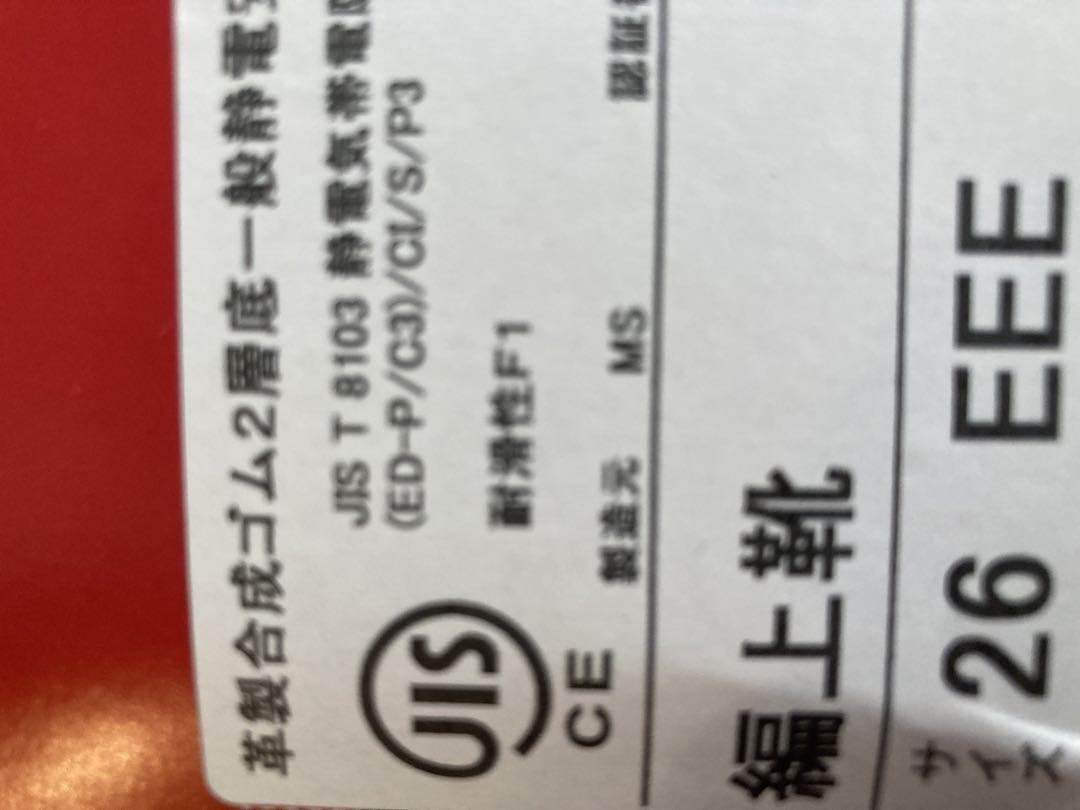 革製合成ゴム2層底一般静電
JIS T 8103 静電気帯電
(ED-P/C3)/CI/S/P3
耐滑性F1
JIS
CE
製造元 MS 認証
編上靴
サイズ 26 EEE